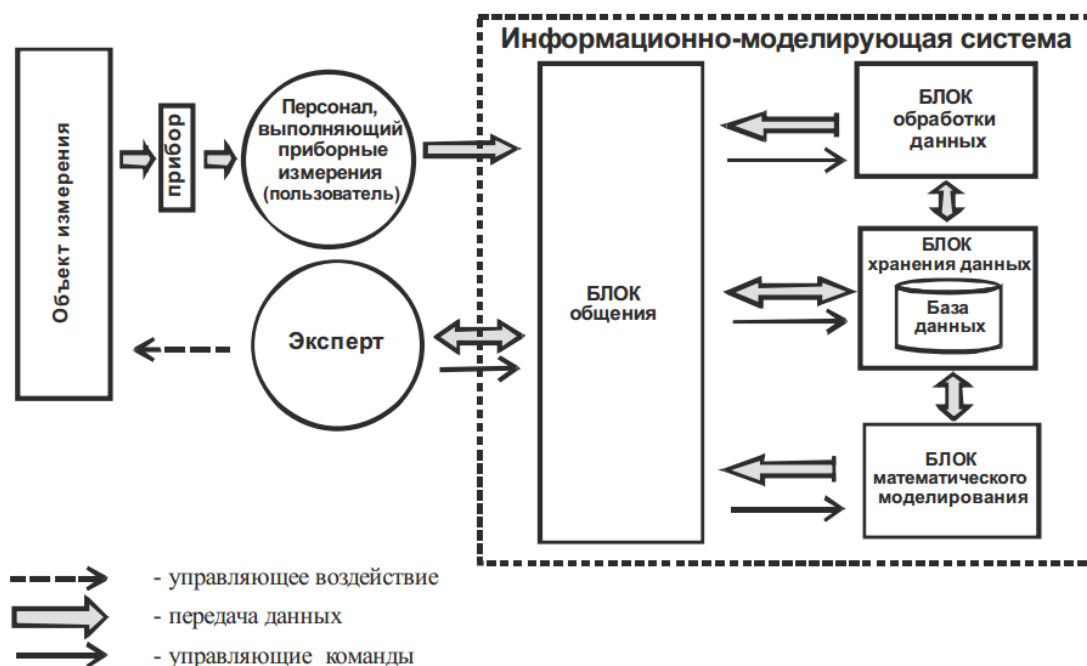 Информационно-моделирующая система
Объект измерения
прибор
Персонал,
выполняющий
приборные
измерения
(пользователь)
Эксперт
БЛОК
общения
БЛОК
обработки
данных
БЛОК
хранения данных
База
данных
БЛОК
математического
моделирования
- управляющее воздействие
- передача данных
- управляющие команды